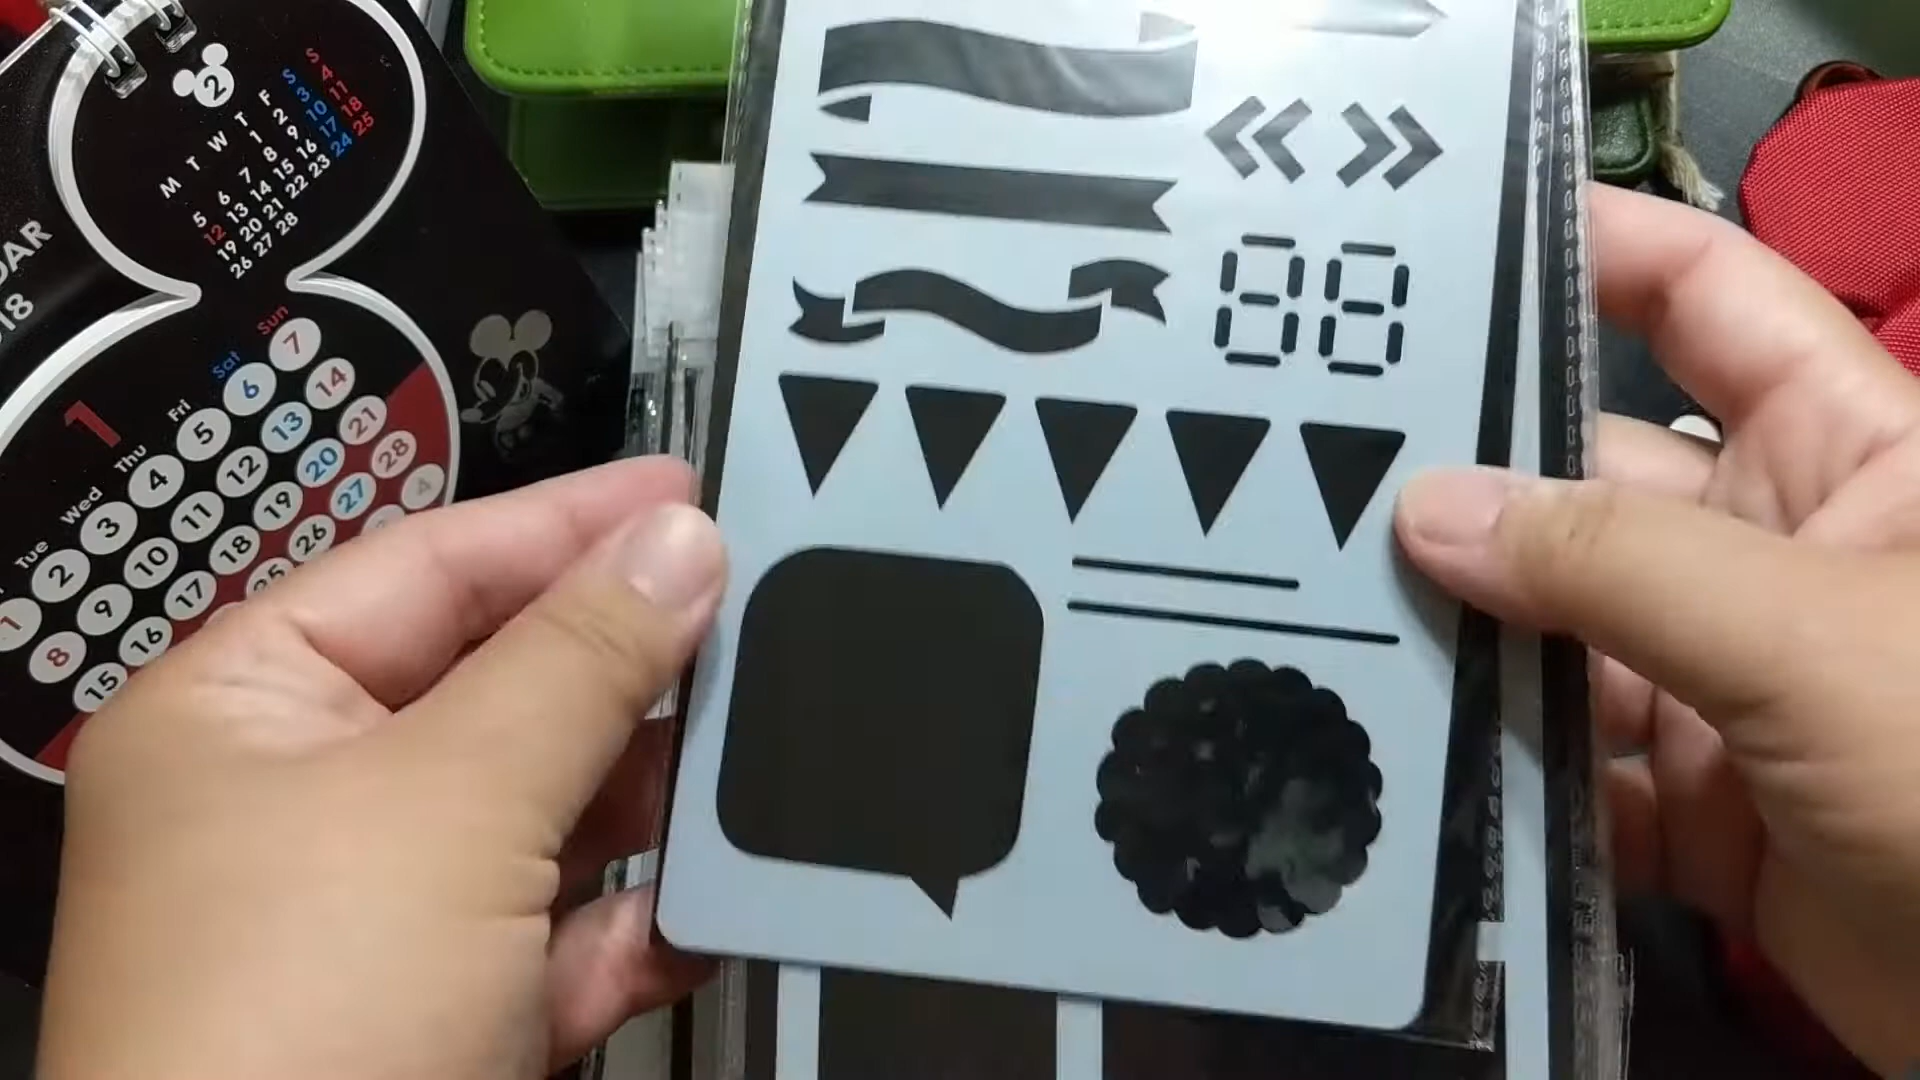 DAR
18
2
M T W T F S S
1 2 3 4
5 6 7 8 9 10 11
12 13 14 15 16 17 18
19 20 21 22 23 24 25
26 27 28
1
Tue Wed Thu Fri Sat Sun
1 2 3 4 5 6 7
8 9 10 11 12 13 14
15 16 17 18 19 20 21
25 26 27 28
4
88